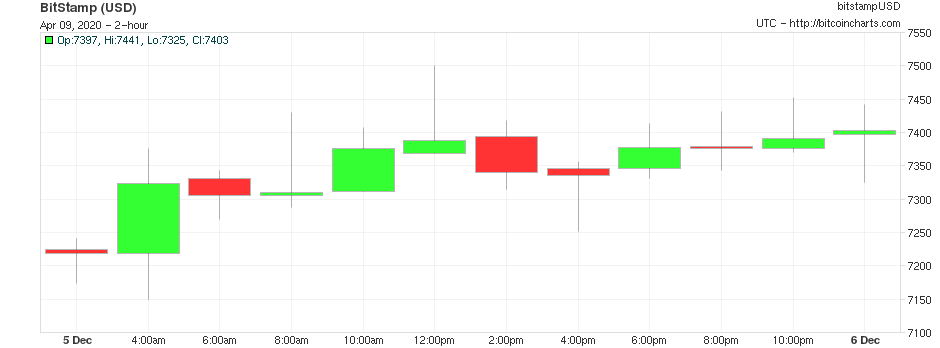 BitStamp (USD)
bitstampUSD
Apr 09, 2020 - 2-hour
UTC - http://bitcoincharts.com
Op:7397, Hi:7441, Lo:7325, Cl:7403
7550
7500
7450
7400
7350
7300
7250
7200
7150
7100
5 Dec 4:00am 6:00am 8:00am 10:00am 12:00pm 2:00pm 4:00pm 6:00pm 8:00pm 10:00pm 6 Dec